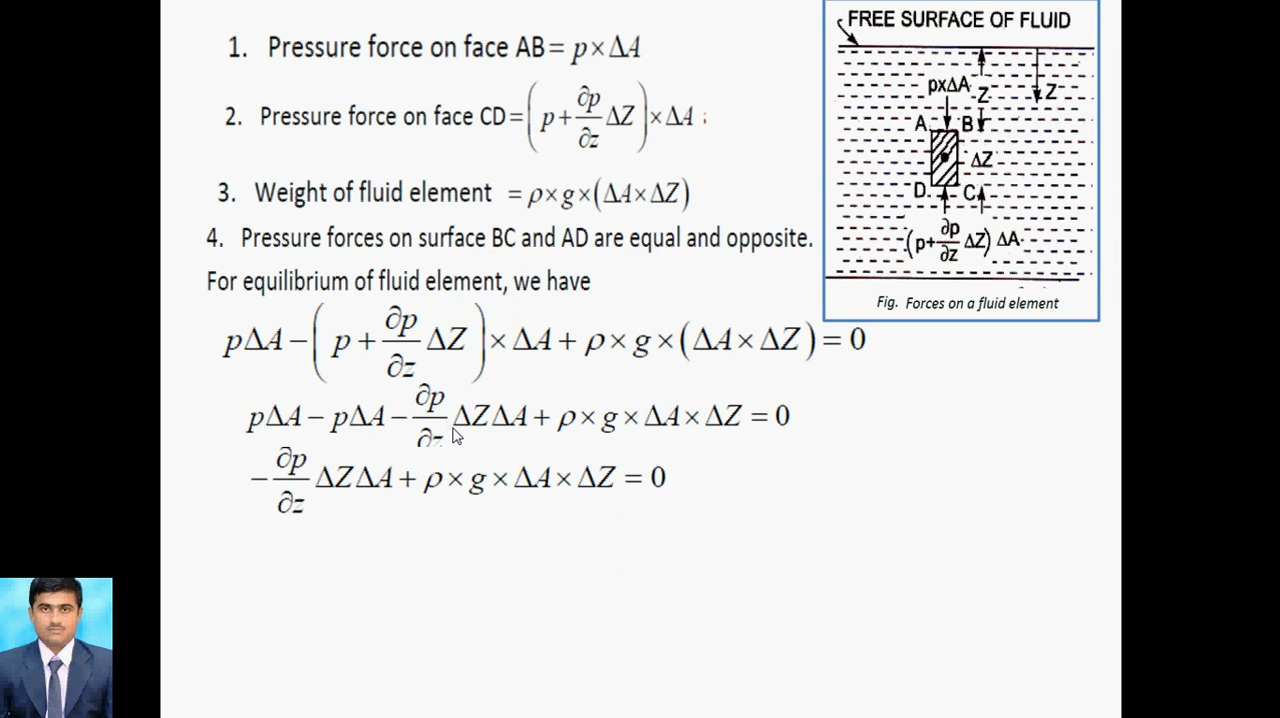 1. Pressure force on face AB = p × ΔA
2. Pressure force on face CD = (p + ∂p/∂z ΔZ) × ΔA ;
3. Weight of fluid element = ρ × g × (ΔA × ΔZ)
4. Pressure forces on surface BC and AD are equal and opposite.
For equilibrium of fluid element, we have
pΔA − (p + ∂p/∂z ΔZ) × ΔA + ρ × g × (ΔA × ΔZ) = 0
pΔA − pΔA − ∂p/∂z ΔZΔA + ρ × g × ΔA × ΔZ = 0
− ∂p/∂z ΔZΔA + ρ × g × ΔA × ΔZ = 0
FREE SURFACE OF FLUID
pxΔA
Z
Z
A B
ΔZ
D C
(p + ∂p/∂z ΔZ) ΔA
Fig. Forces on a fluid element